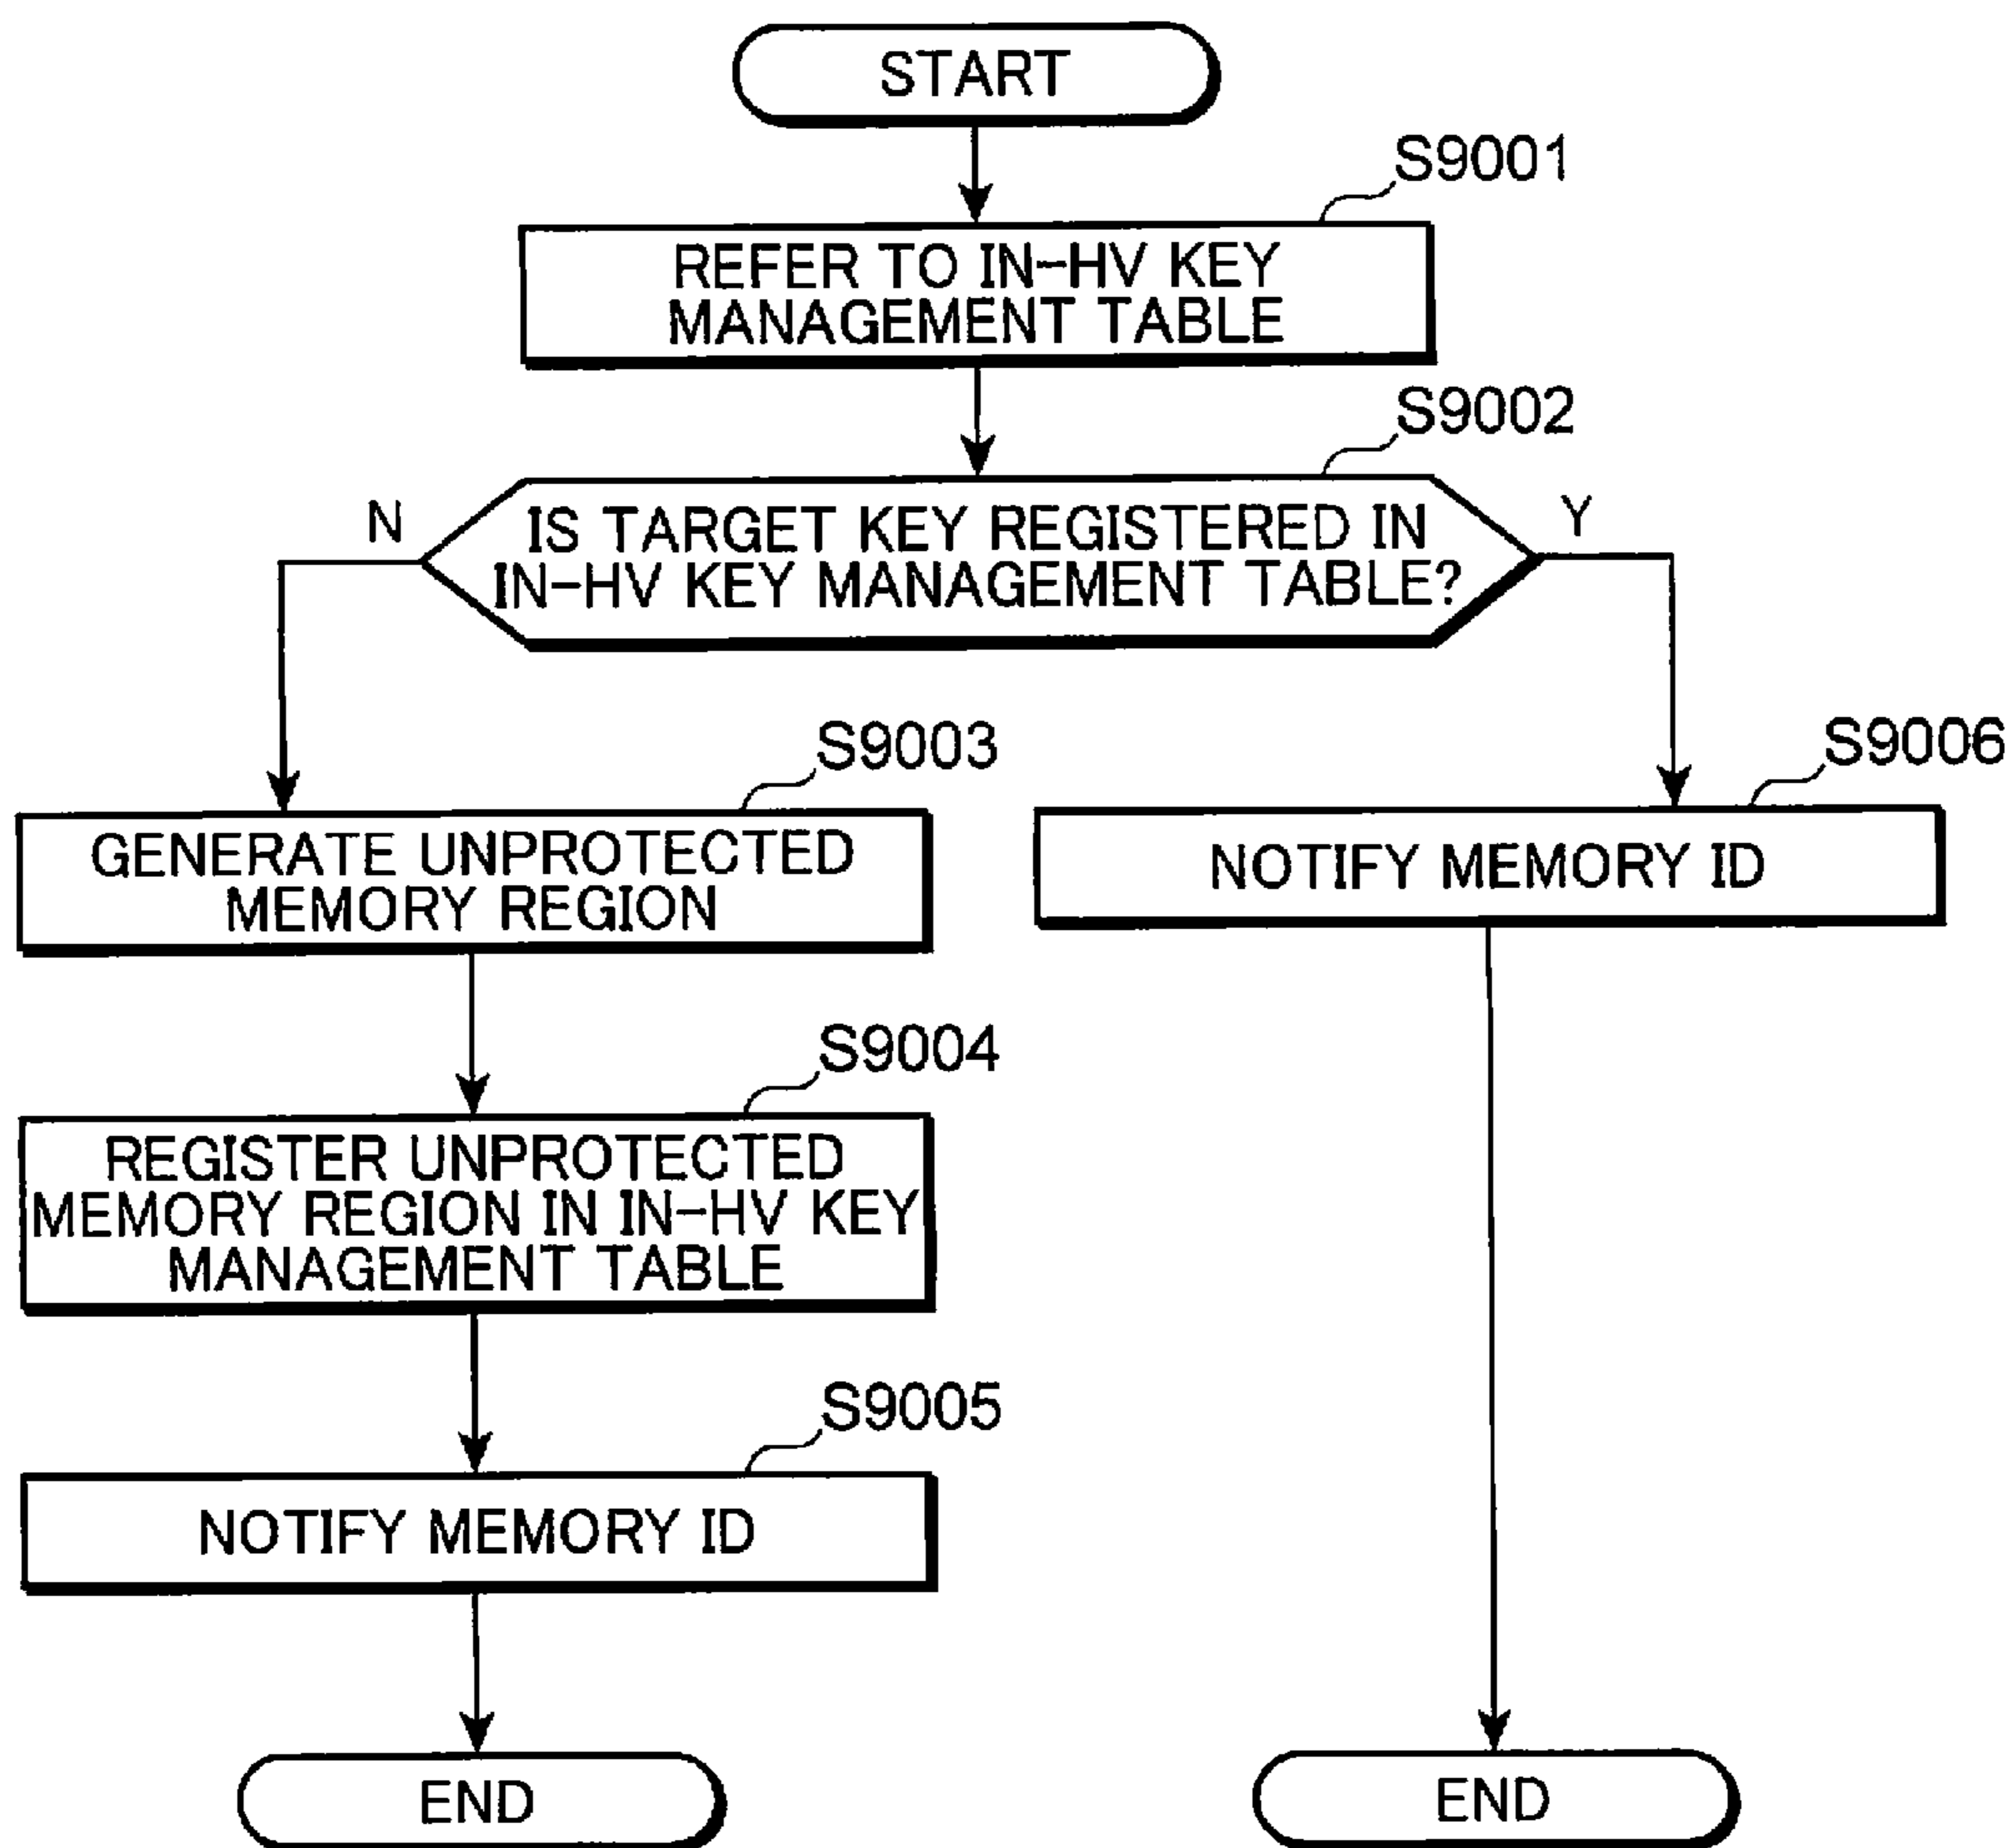 START
S9001
REFER TO IN-HV KEY
MANAGEMENT TABLE
S9002
N
Y
IS TARGET KEY REGISTERED IN
IN-HV KEY MANAGEMENT TABLE?
S9003
S9006
GENERATE UNPROTECTED
MEMORY REGION
NOTIFY MEMORY ID
S9004
REGISTER UNPROTECTED
MEMORY REGION IN IN-HV KEY
MANAGEMENT TABLE
S9005
NOTIFY MEMORY ID
END
END